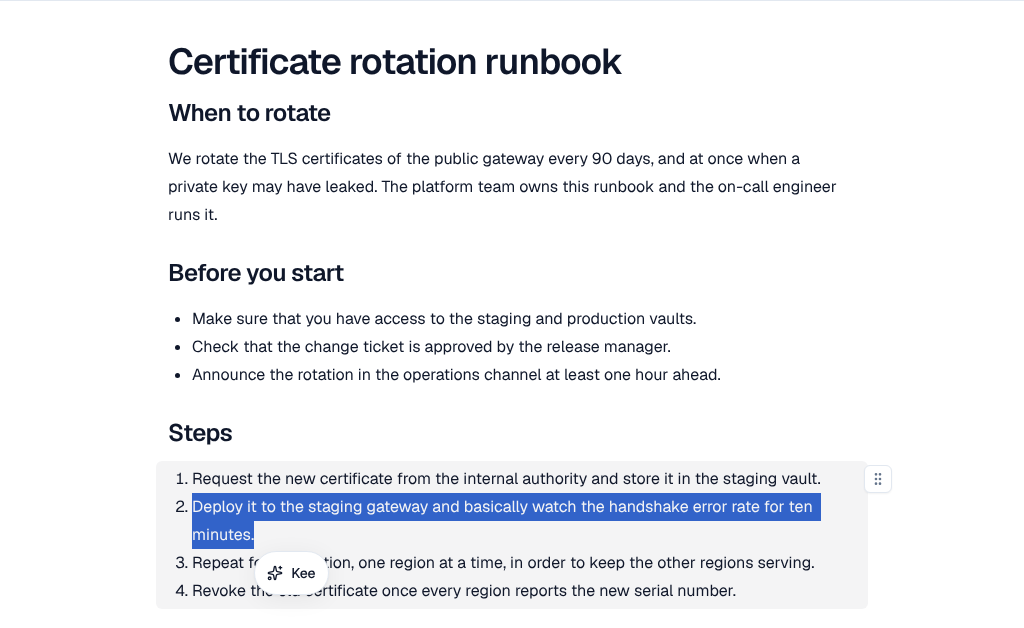 Certificate rotation runbook
When to rotate
We rotate the TLS certificates of the public gateway every 90 days, and at once when a
private key may have leaked. The platform team owns this runbook and the on-call engineer
runs it.
Before you start
• Make sure that you have access to the staging and production vaults.
• Check that the change ticket is approved by the release manager.
• Announce the rotation in the operations channel at least one hour ahead.
Steps
1. Request the new certificate from the internal authority and store it in the staging vault.
2. Deploy it to the staging gateway and basically watch the handshake error rate for ten
minutes.
3. Repeat tion, one region at a time, in order to keep the other regions serving.
Kee
4. Revoke certificate once every region reports the new serial number.